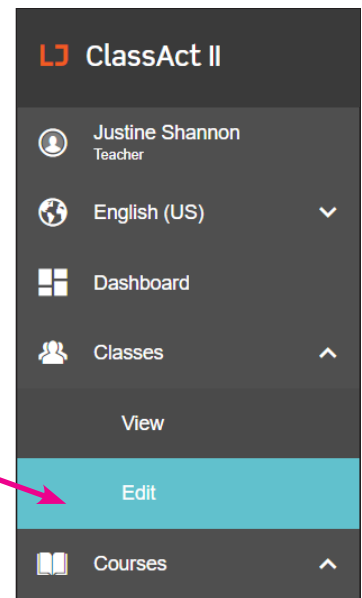 LJ ClassAct II
Justine Shannon
Teacher
English (US)
Dashboard
Classes
View
Edit
Courses